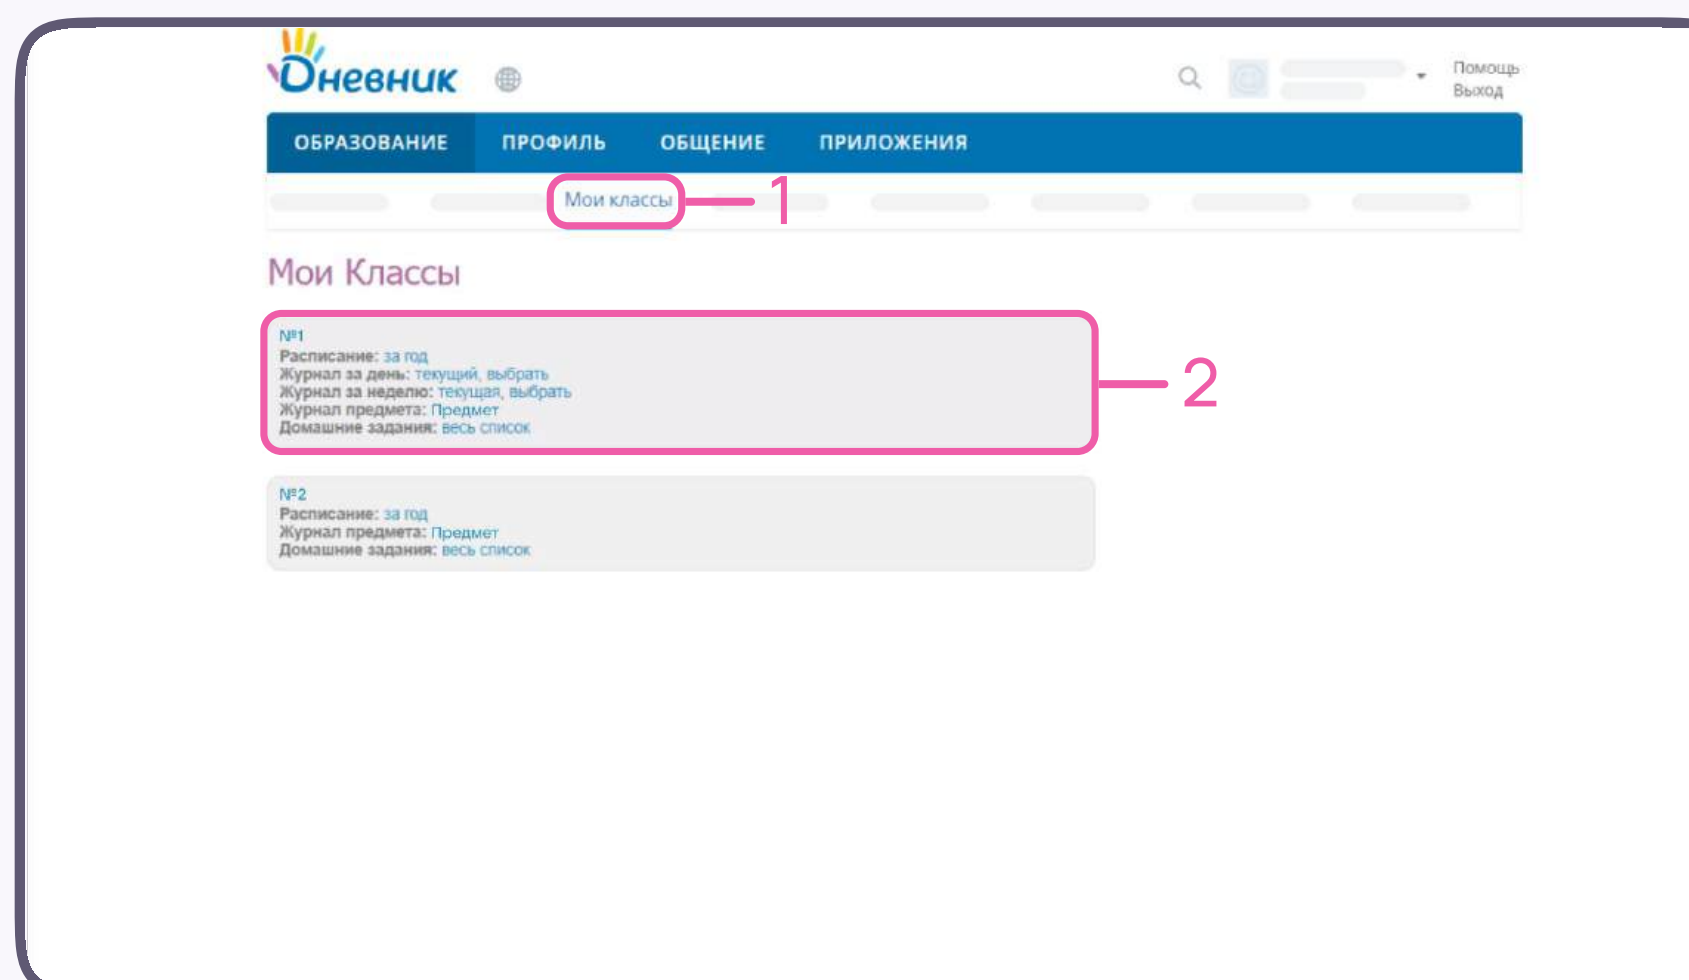 Дневник
Помощь
Выход
ОБРАЗОВАНИЕ ПРОФИЛЬ ОБЩЕНИЕ ПРИЛОЖЕНИЯ
Мои классы 1
Мои Классы
№1
Расписание: за год
Журнал за день: текущий, выбрать
Журнал за неделю: текущая, выбрать
Журнал предмета: Предмет
Домашние задания: весь список
2
№2
Расписание: за год
Журнал предмета: Предмет
Домашние задания: весь список